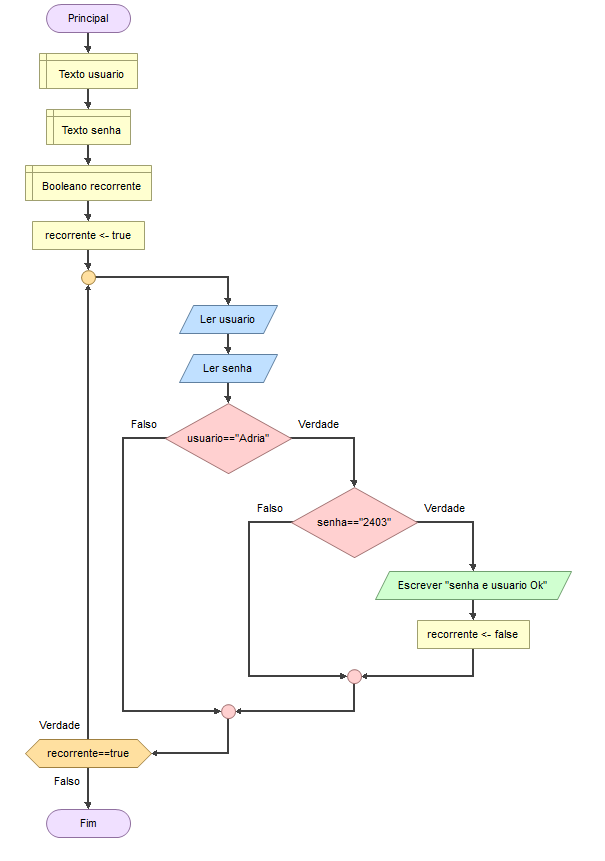 Principal
Texto usuario
Texto senha
Booleano recorrente
recorrente <- true
Ler usuario
Ler senha
Falso
Verdade
usuario=="Adria"
Falso
Verdade
senha=="2403"
Escrever "senha e usuario Ok"
recorrente <- false
Verdade
recorrente==true
Falso
Fim